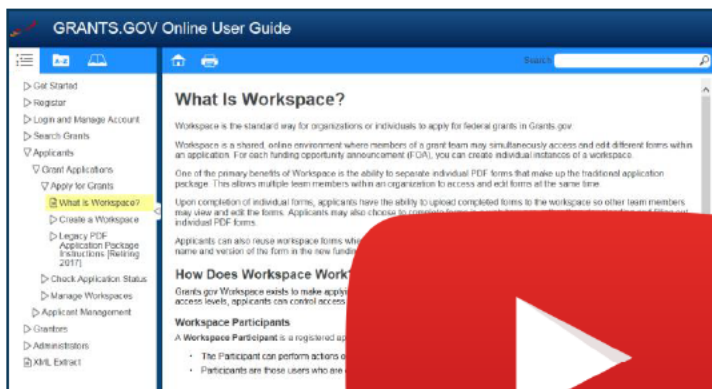 GRANTS.GOV Online User Guide
A-Z
Search
Get Started
Register
Login and Manage Account
Search Grants
Applicants
Grant Applications
Apply for Grants
What is Workspace?
Create a Workspace
Legacy PDF
Application Package
Instructions [Retiring
2017]
Check Application Status
Manage Workspaces
Applicant Management
Grantors
Administrators
XML Extract
What Is Workspace?
Workspace is the standard way for organizations or individuals to apply for federal grants in Grants.gov
Workspace is a shared, online environment where members of a grant team may simultaneously access and edit different forms within
an application. For each funding opportunity announcement (FOA), you can create individual instances of a workspace.
One of the primary benefits of Workspace is the ability to separate individual PDF forms that make up the traditional application
package. This allows multiple team members within an organization to access and edit forms at the same time.
Upon completion of individual forms, applicants have the ability to upload completed forms to the workspace so other team members
may view and edit the forms. Applicants may also choose to
individual PDF forms.
Applicants can also reuse workspace forms
name and version of the form in the new
How Does Workspace Work?
Grants.gov Workspace exists to make
access levels, applicants can control access
Workspace Participants
A Workspace Participant is a registered
• The Participant can perform actions
• Participants are those users who are